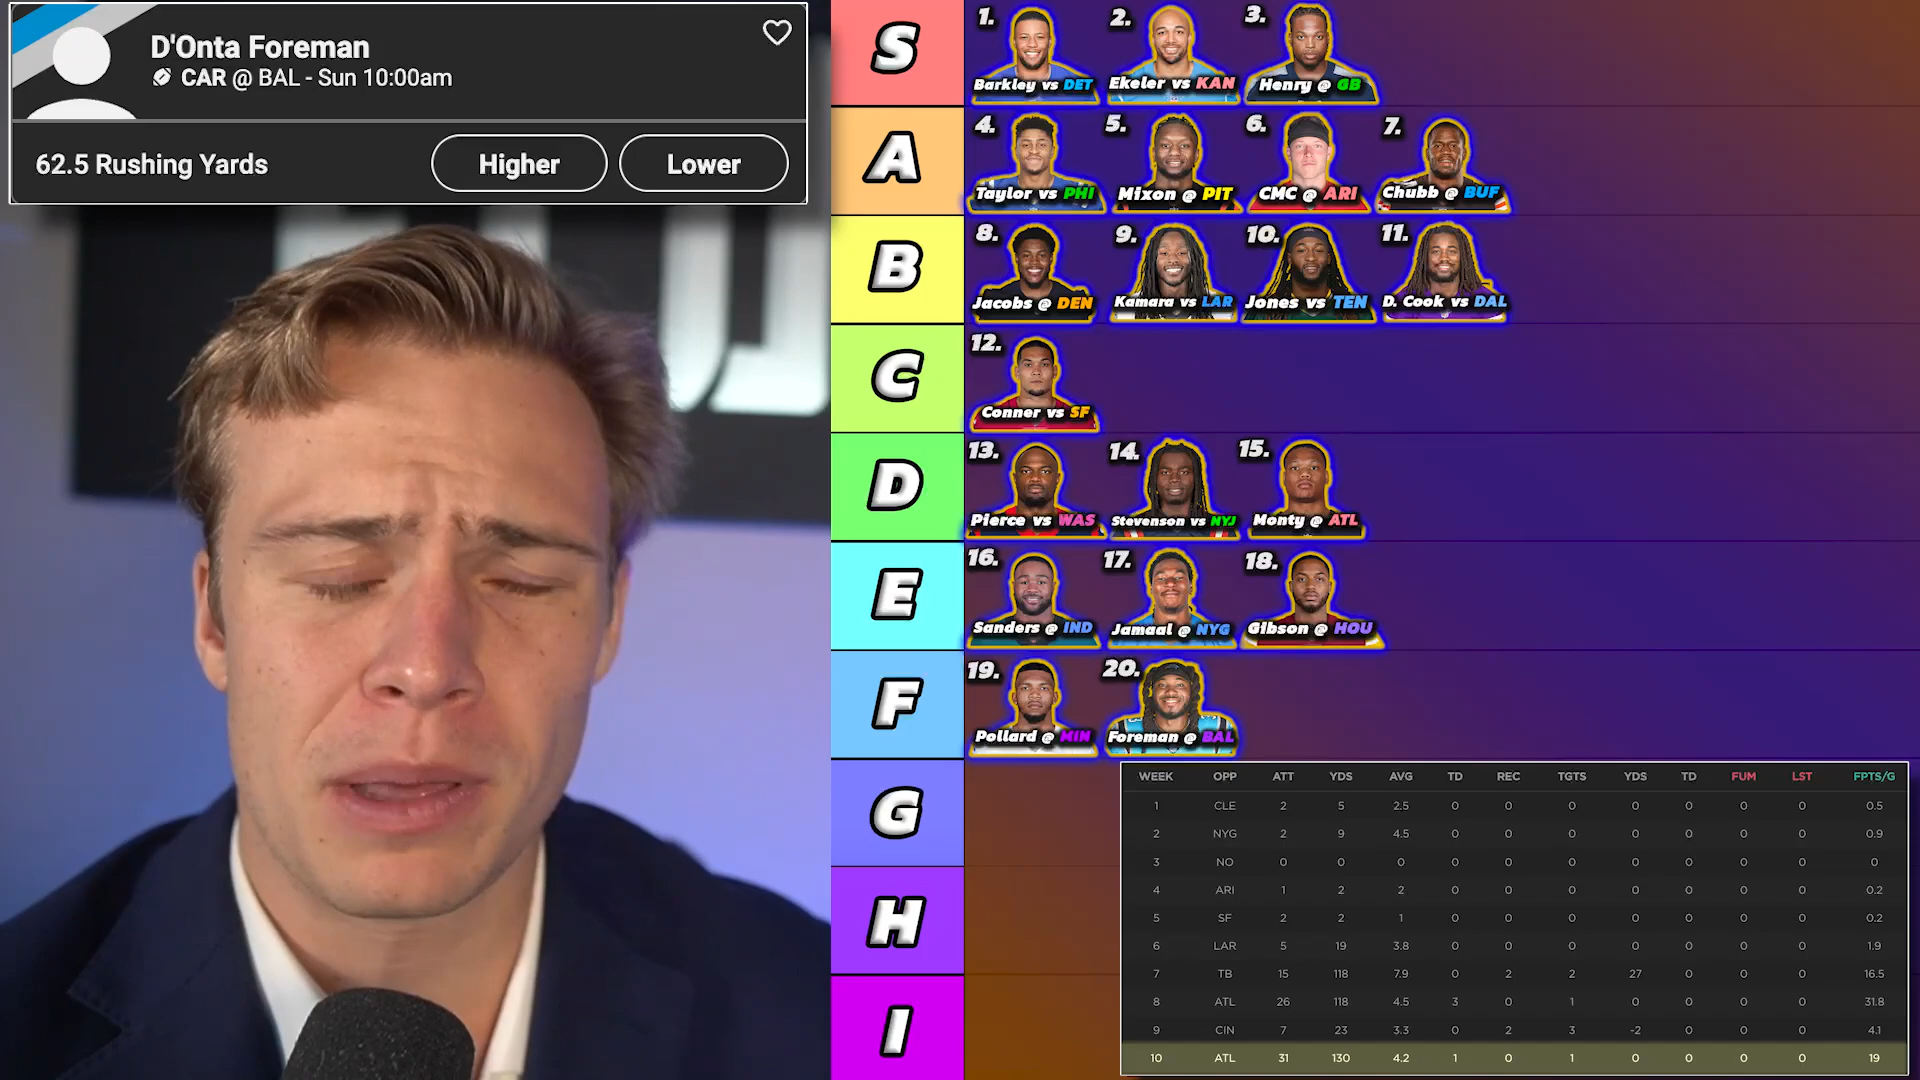 D'Onta Foreman
CAR @ BAL - Sun 10:00am
62.5 Rushing Yards
Higher
Lower
S
1.
Barkley vs DET
2.
Ekeler vs KAN
3.
Henry @ GB
A
4.
Taylor vs PHI
5.
Mixon @ PIT
6.
CMC @ ARI
7.
Chubb @ BUF
B
8.
Jacobs @ DEN
9.
Kamara vs LAR
10.
Jones vs TEN
11.
D. Cook vs DAL
C
12.
Conner vs SF
D
13.
Pierce vs WAS
14.
Stevenson vs NYJ
15.
Monty @ ATL
E
16.
Sanders @ IND
17.
Jamaal @ NYG
18.
Gibson @ HOU
F
19.
Pollard @ MIN
20.
Foreman @ BAL
G
H
I
WEEK OPP ATT YDS AVG TD REC TGTS YDS TD FUM LST FPTS/G
1 CLE 2 5 2.5 0 0 0 0 0 0 0 0.5
2 NYG 2 9 4.5 0 0 0 0 0 0 0 0.9
3 NO 0 0 0 0 0 0 0 0 0 0 0
4 ARI 1 2 2 0 0 0 0 0 0 0 0.2
5 SF 2 2 1 0 0 0 0 0 0 0 0.2
6 LAR 5 19 3.8 0 0 0 0 0 0 0 1.9
7 TB 15 118 7.9 0 2 2 27 0 0 0 16.5
8 ATL 26 118 4.5 3 0 1 0 0 0 0 31.8
9 CIN 7 23 3.3 0 2 3 -2 0 0 0 4.1
10 ATL 31 130 4.2 1 0 1 0 0 0 0 19